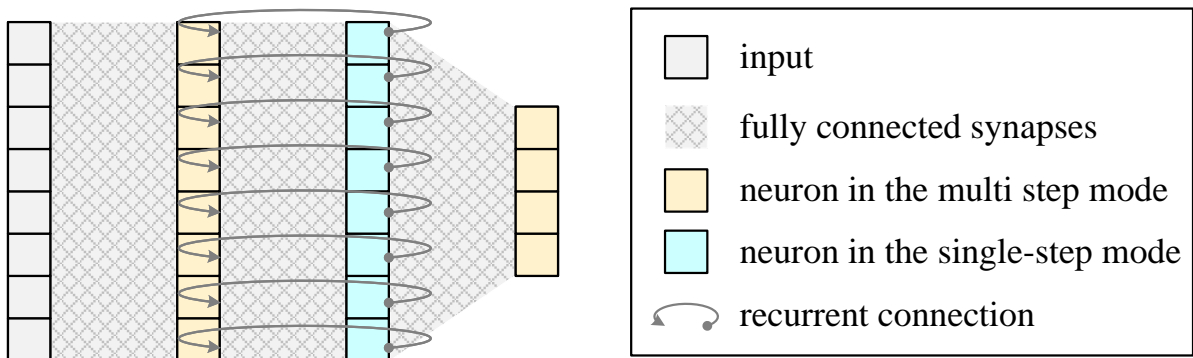 input
fully connected synapses
neuron in the multi step mode
neuron in the single-step mode
recurrent connection